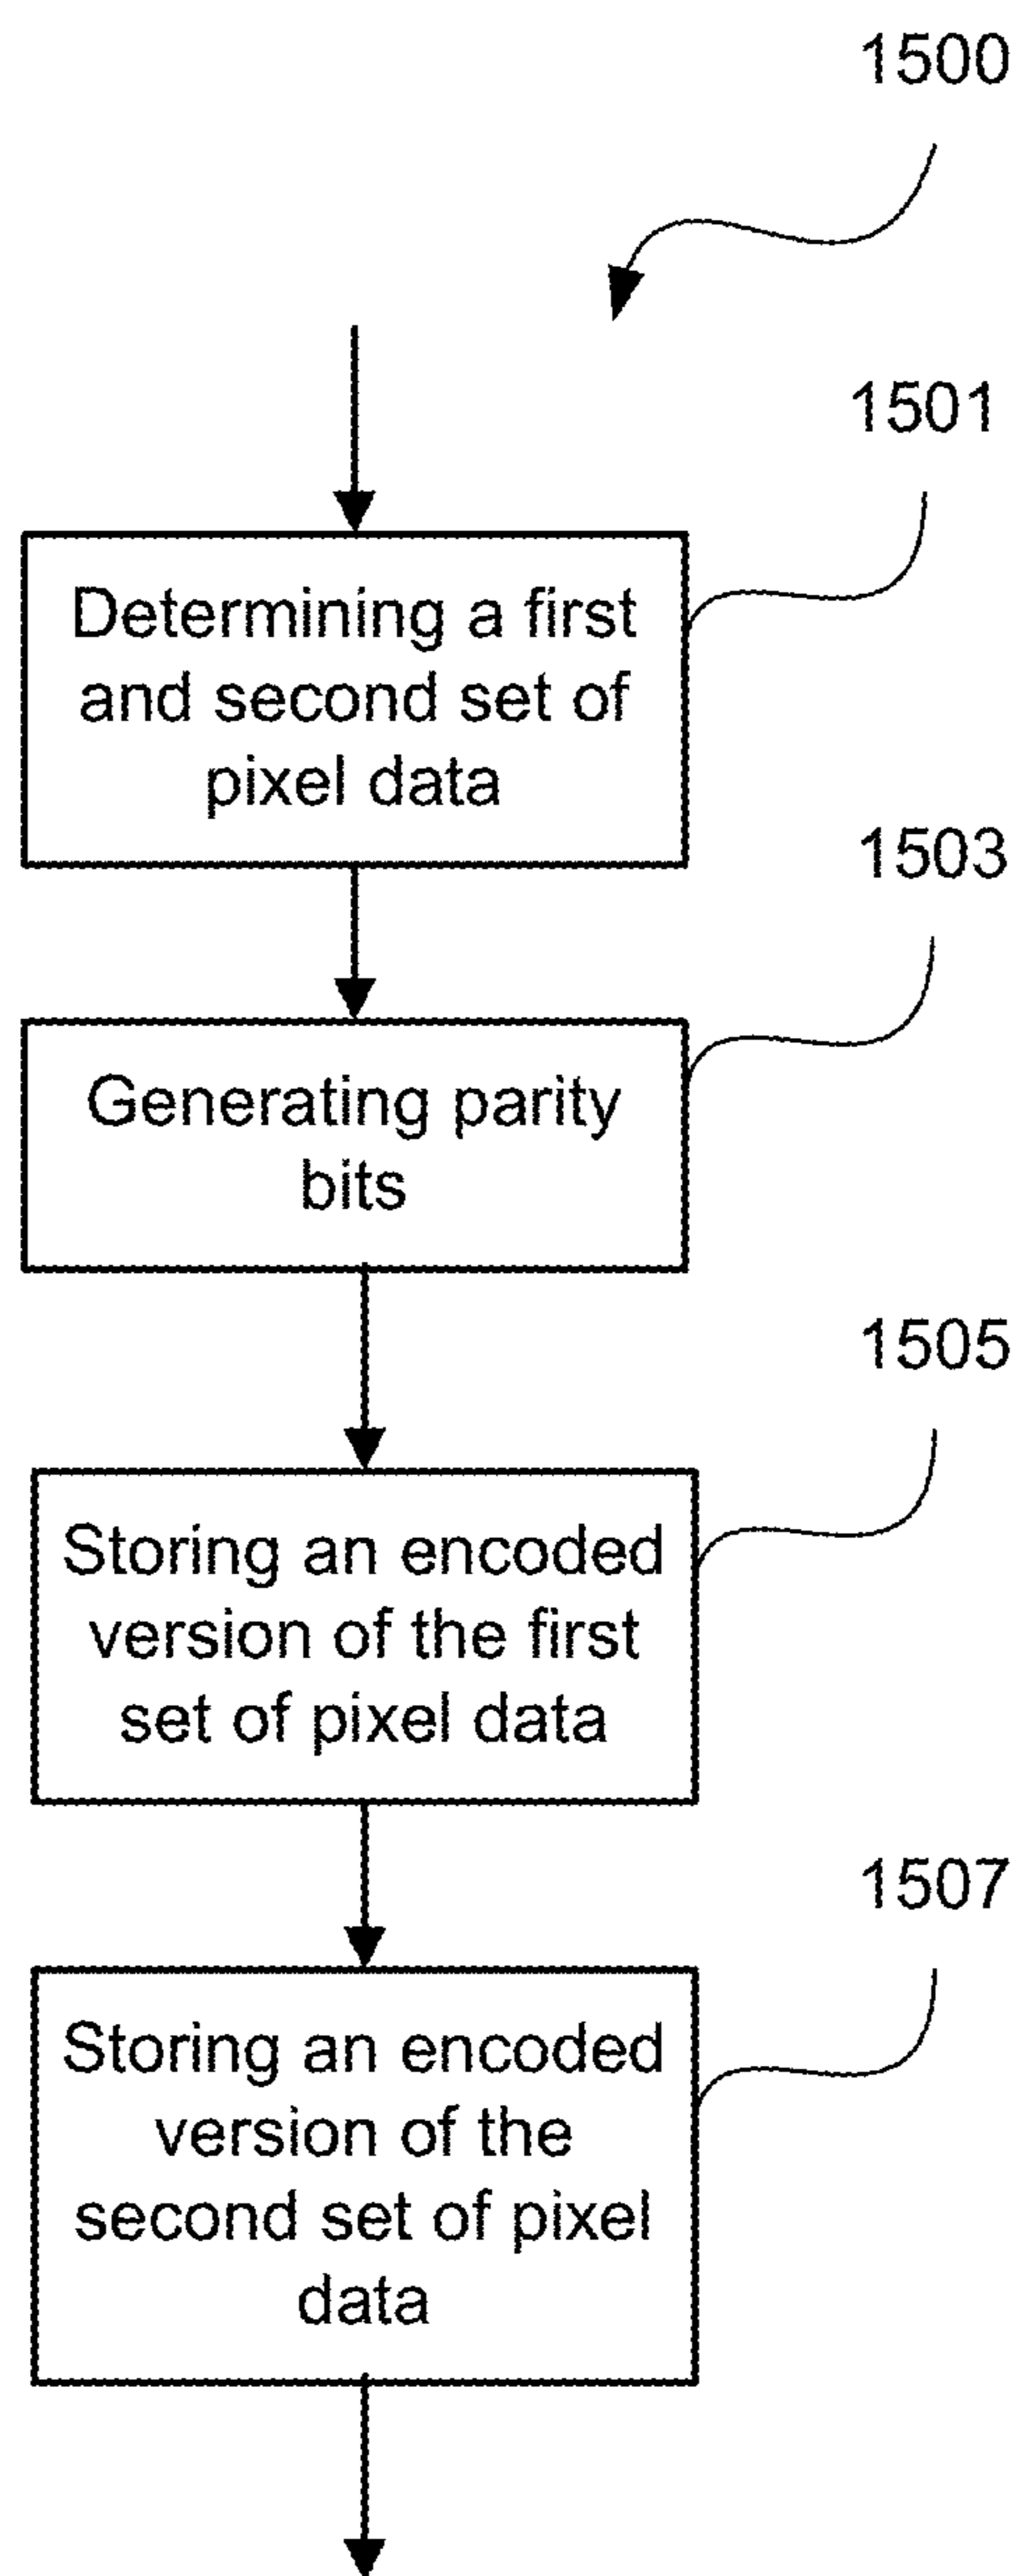 1500
1501
Determining a first
and second set of
pixel data
1503
Generating parity
bits
1505
Storing an encoded
version of the first
set of pixel data
1507
Storing an encoded
version of the
second set of pixel
data